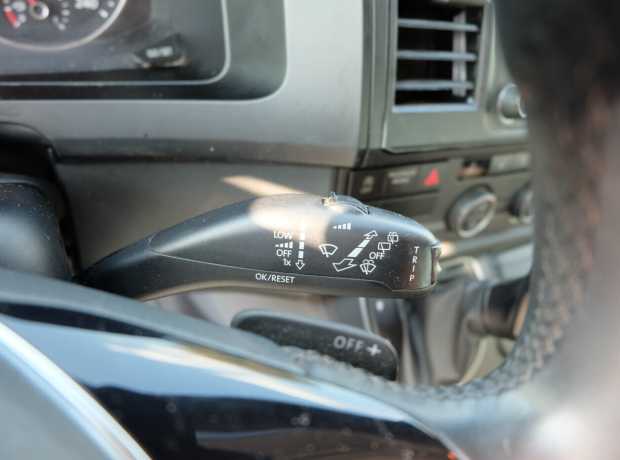 LOW
OFF
1x
OFF
TRIP
OK/RESET
OFF +